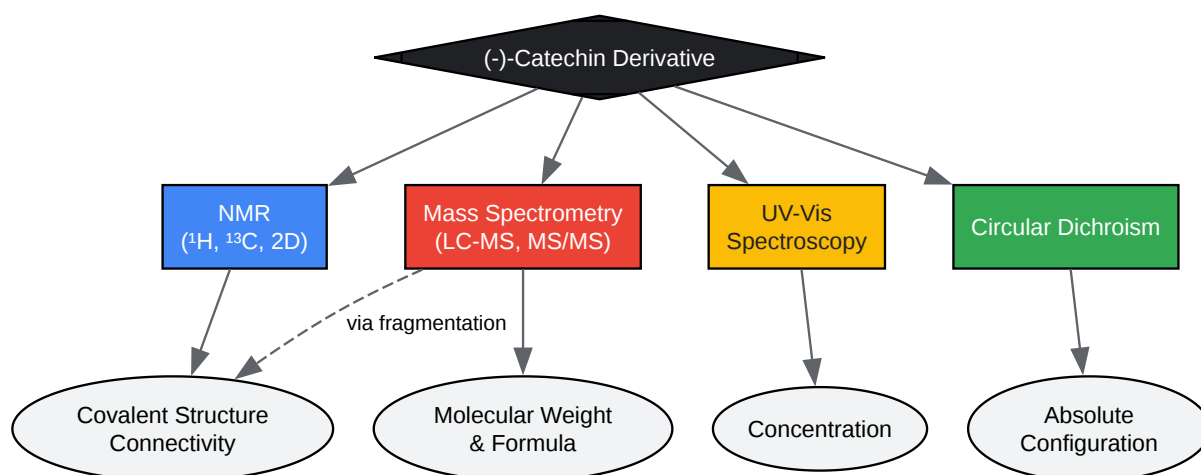 (-)-Catechin Derivative
NMR
(¹H, ¹³C, 2D)
Mass Spectrometry
(LC-MS, MS/MS)
UV-Vis
Spectroscopy
Circular Dichroism
via fragmentation
Covalent Structure
Connectivity
Molecular Weight
& Formula
Concentration
Absolute
Configuration